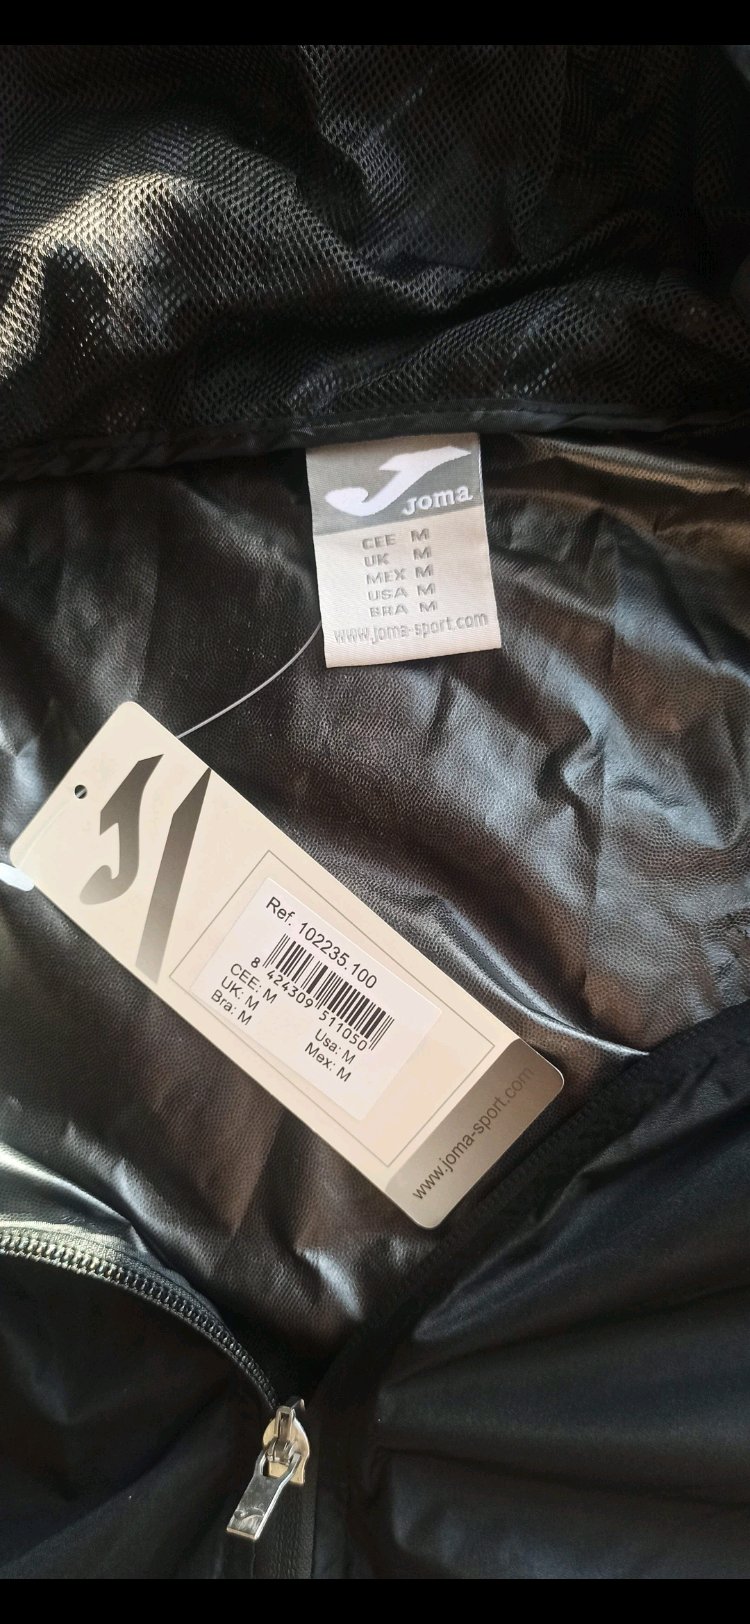 Joma
CEE M
UK M
MEX M
USA M
BRA M
www.joma-sport.com
Ref. 102235.100
8 424309 511050
CEE: M
UK: M
Bra: M
Usa: M
Mex: M
www.joma-sport.com